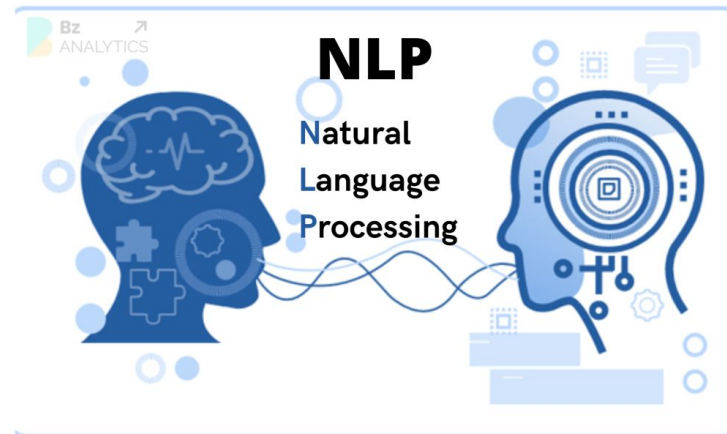 Bz
ANALYTICS
NLP
Natural
Language
Processing